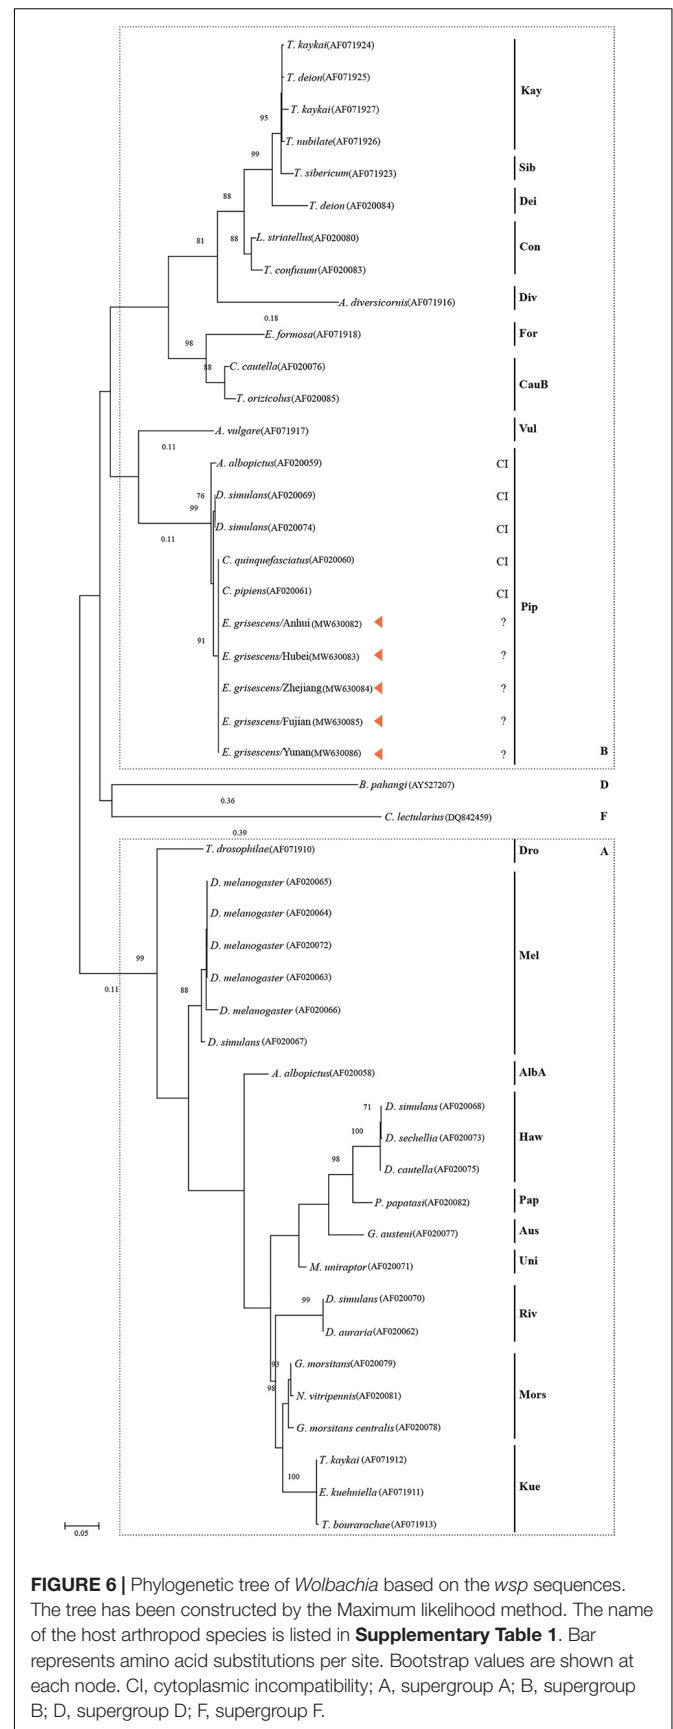 T. kaykai(AF071924)
T. deion(AF071925)
Kay
T. kaykai(AF071927)
95
T. nubilate(AF071926)
99
T. sibericum(AF071923)
Sib
88
T. deion(AF020084)
Dei
81
88
L. striatellus(AF020080)
Con
T. confusum(AF020083)
A. diversicornis(AF071916)
Div
0.18
E. formosa(AF071918)
For
98
88
C. cautella(AF020076)
CauB
T. orizicolus(AF020085)
A. vulgare(AF071917)
Vul
0.11
A. albopictus(AF020059)
CI
76
D. simulans(AF020069)
CI
99
D. simulans(AF020074)
CI
0.11
C. quinquefasciatus(AF020060)
CI
C. pipiens(AF020061)
CI
Pip
E. grisescens/Anhui(MW630082)
?
91
E. grisescens/Hubei(MW630083)
?
E. grisescens/Zhejiang(MW630084)
?
E. grisescens/Fujian(MW630085)
?
E. grisescens/Yunan(MW630086)
?
B
B. pahangi(AY527207)
D
0.36
C. lectularius(DQ842459)
F
0.39
T. drosophilae(AF071910)
Dro
A
D. melanogaster (AF020065)
D. melanogaster (AF020064)
D. melanogaster (AF020072)
Mel
99
D. melanogaster (AF020063)
0.11
88
D. melanogaster (AF020066)
D. simulans(AF020067)
A. albopictus(AF020058)
AlbA
71
D. simulans (AF020068)
100
D. sechellia(AF020073)
Haw
98
D. cautella(AF020075)
P. papatasi(AF020082)
Pap
G. austeni(AF020077)
Aus
M. uniraptor(AF020071)
Uni
99
D. simulans (AF020070)
Riv
D. auraria(AF020062)
93
G. morsitans(AF020079)
98
N. vitripennis(AF020081)
Mors
G. morsitans centralis(AF020078)
T. kaykai (AF071912)
100
E. kuehniella(AF071911)
Kue
T. bourarachae(AF071913)
0.05
FIGURE 6 | Phylogenetic tree of Wolbachia based on the wsp sequences.
The tree has been constructed by the Maximum likelihood method. The name
of the host arthropod species is listed in Supplementary Table 1. Bar
represents amino acid substitutions per site. Bootstrap values are shown at
each node. CI, cytoplasmic incompatibility; A, supergroup A; B, supergroup
B; D, supergroup D; F, supergroup F.